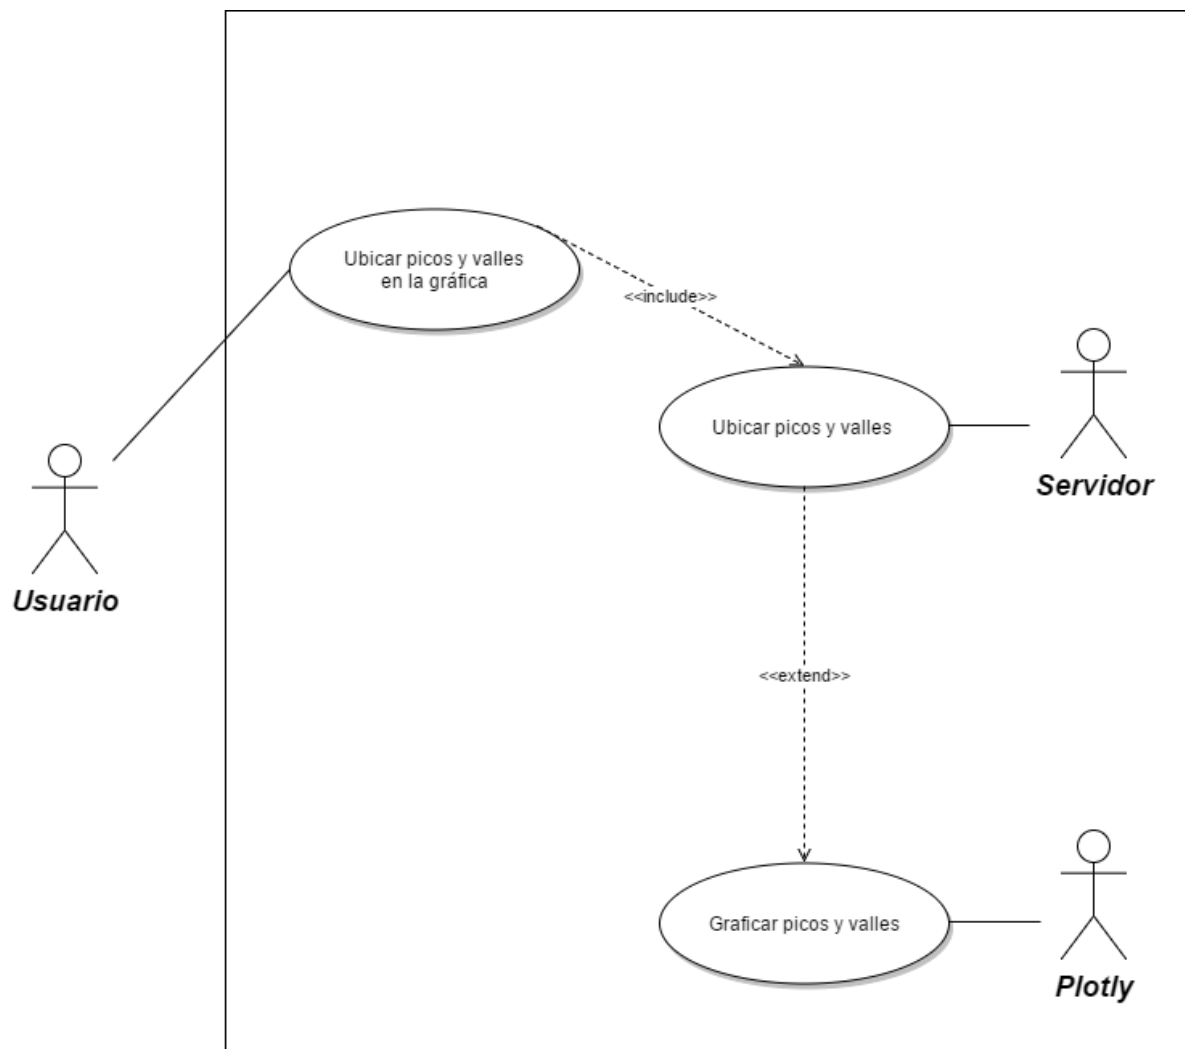 Ubicar picos y valles
en la gráfica
<<include>>
Ubicar picos y valles
Servidor
Usuario
<<extend>>
Graficar picos y valles
Plotly